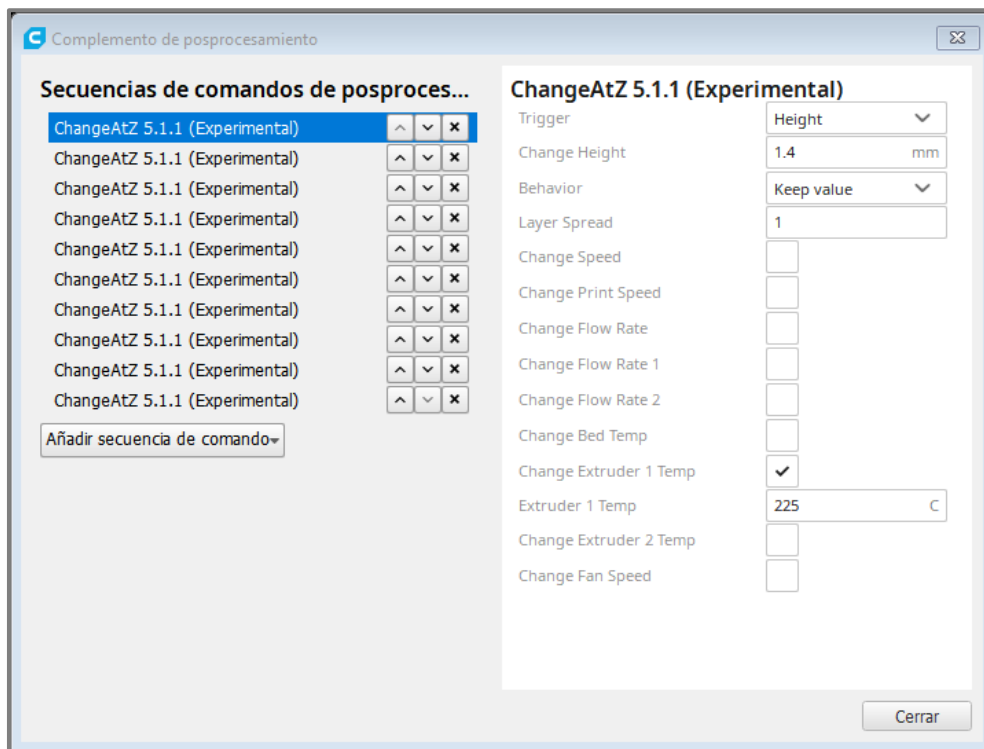 Complemento de posprocesamiento
Secuencias de comandos de posproces...
ChangeAtZ 5.1.1 (Experimental)
ChangeAtZ 5.1.1 (Experimental)
ChangeAtZ 5.1.1 (Experimental)
ChangeAtZ 5.1.1 (Experimental)
ChangeAtZ 5.1.1 (Experimental)
ChangeAtZ 5.1.1 (Experimental)
ChangeAtZ 5.1.1 (Experimental)
ChangeAtZ 5.1.1 (Experimental)
ChangeAtZ 5.1.1 (Experimental)
ChangeAtZ 5.1.1 (Experimental)
Añadir secuencia de comando
ChangeAtZ 5.1.1 (Experimental)
Trigger Height
Change Height 1.4 mm
Behavior Keep value
Layer Spread 1
Change Speed
Change Print Speed
Change Flow Rate
Change Flow Rate 1
Change Flow Rate 2
Change Bed Temp
Change Extruder 1 Temp
Extruder 1 Temp 225 C
Change Extruder 2 Temp
Change Fan Speed
Cerrar